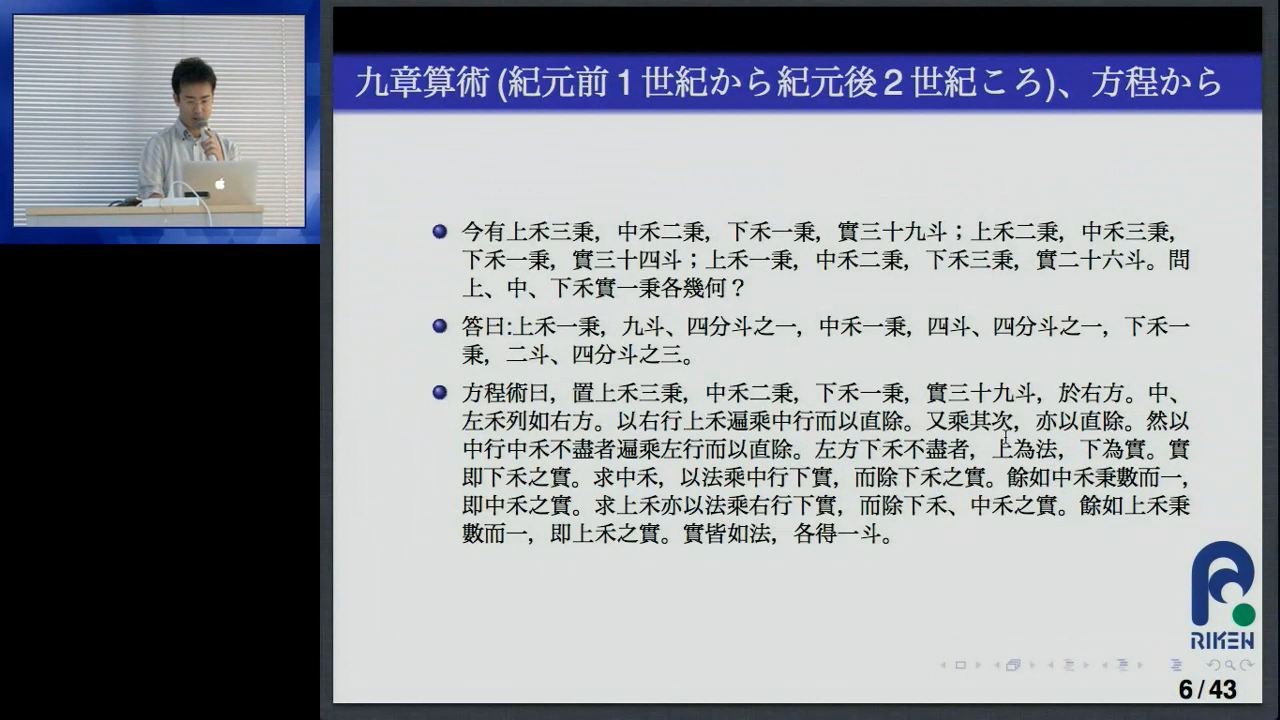 九章算術 (紀元前 1 世紀から紀元後 2 世紀ころ)、方程から
今有上禾三秉，中禾二秉，下禾一秉，實三十九斗；上禾二秉，中禾三秉，
下禾一秉，實三十四斗；上禾一秉，中禾二秉，下禾三秉，實二十六斗。問
上、中、下禾實一秉各幾何？
答曰:上禾一秉，九斗、四分斗之一，中禾一秉，四斗、四分斗之一，下禾一
秉，二斗、四分斗之三。
方程術曰，置上禾三秉，中禾二秉，下禾一秉，實三十九斗，於右方。中、
左禾列如右方。以右行上禾遍乘中行而以直除。又乘其次，亦以直除。然以
中行中禾不盡者遍乘左行而以直除。左方下禾不盡者，上為法，下為實。實
即下禾之實。求中禾，以法乘中行下實，而除下禾之實。餘如中禾秉數而一，
即中禾之實。求上禾亦以法乘右行下實，而除下禾、中禾之實。餘如上禾秉
數而一，即上禾之實。實皆如法，各得一斗。
RIKEN
6 / 43